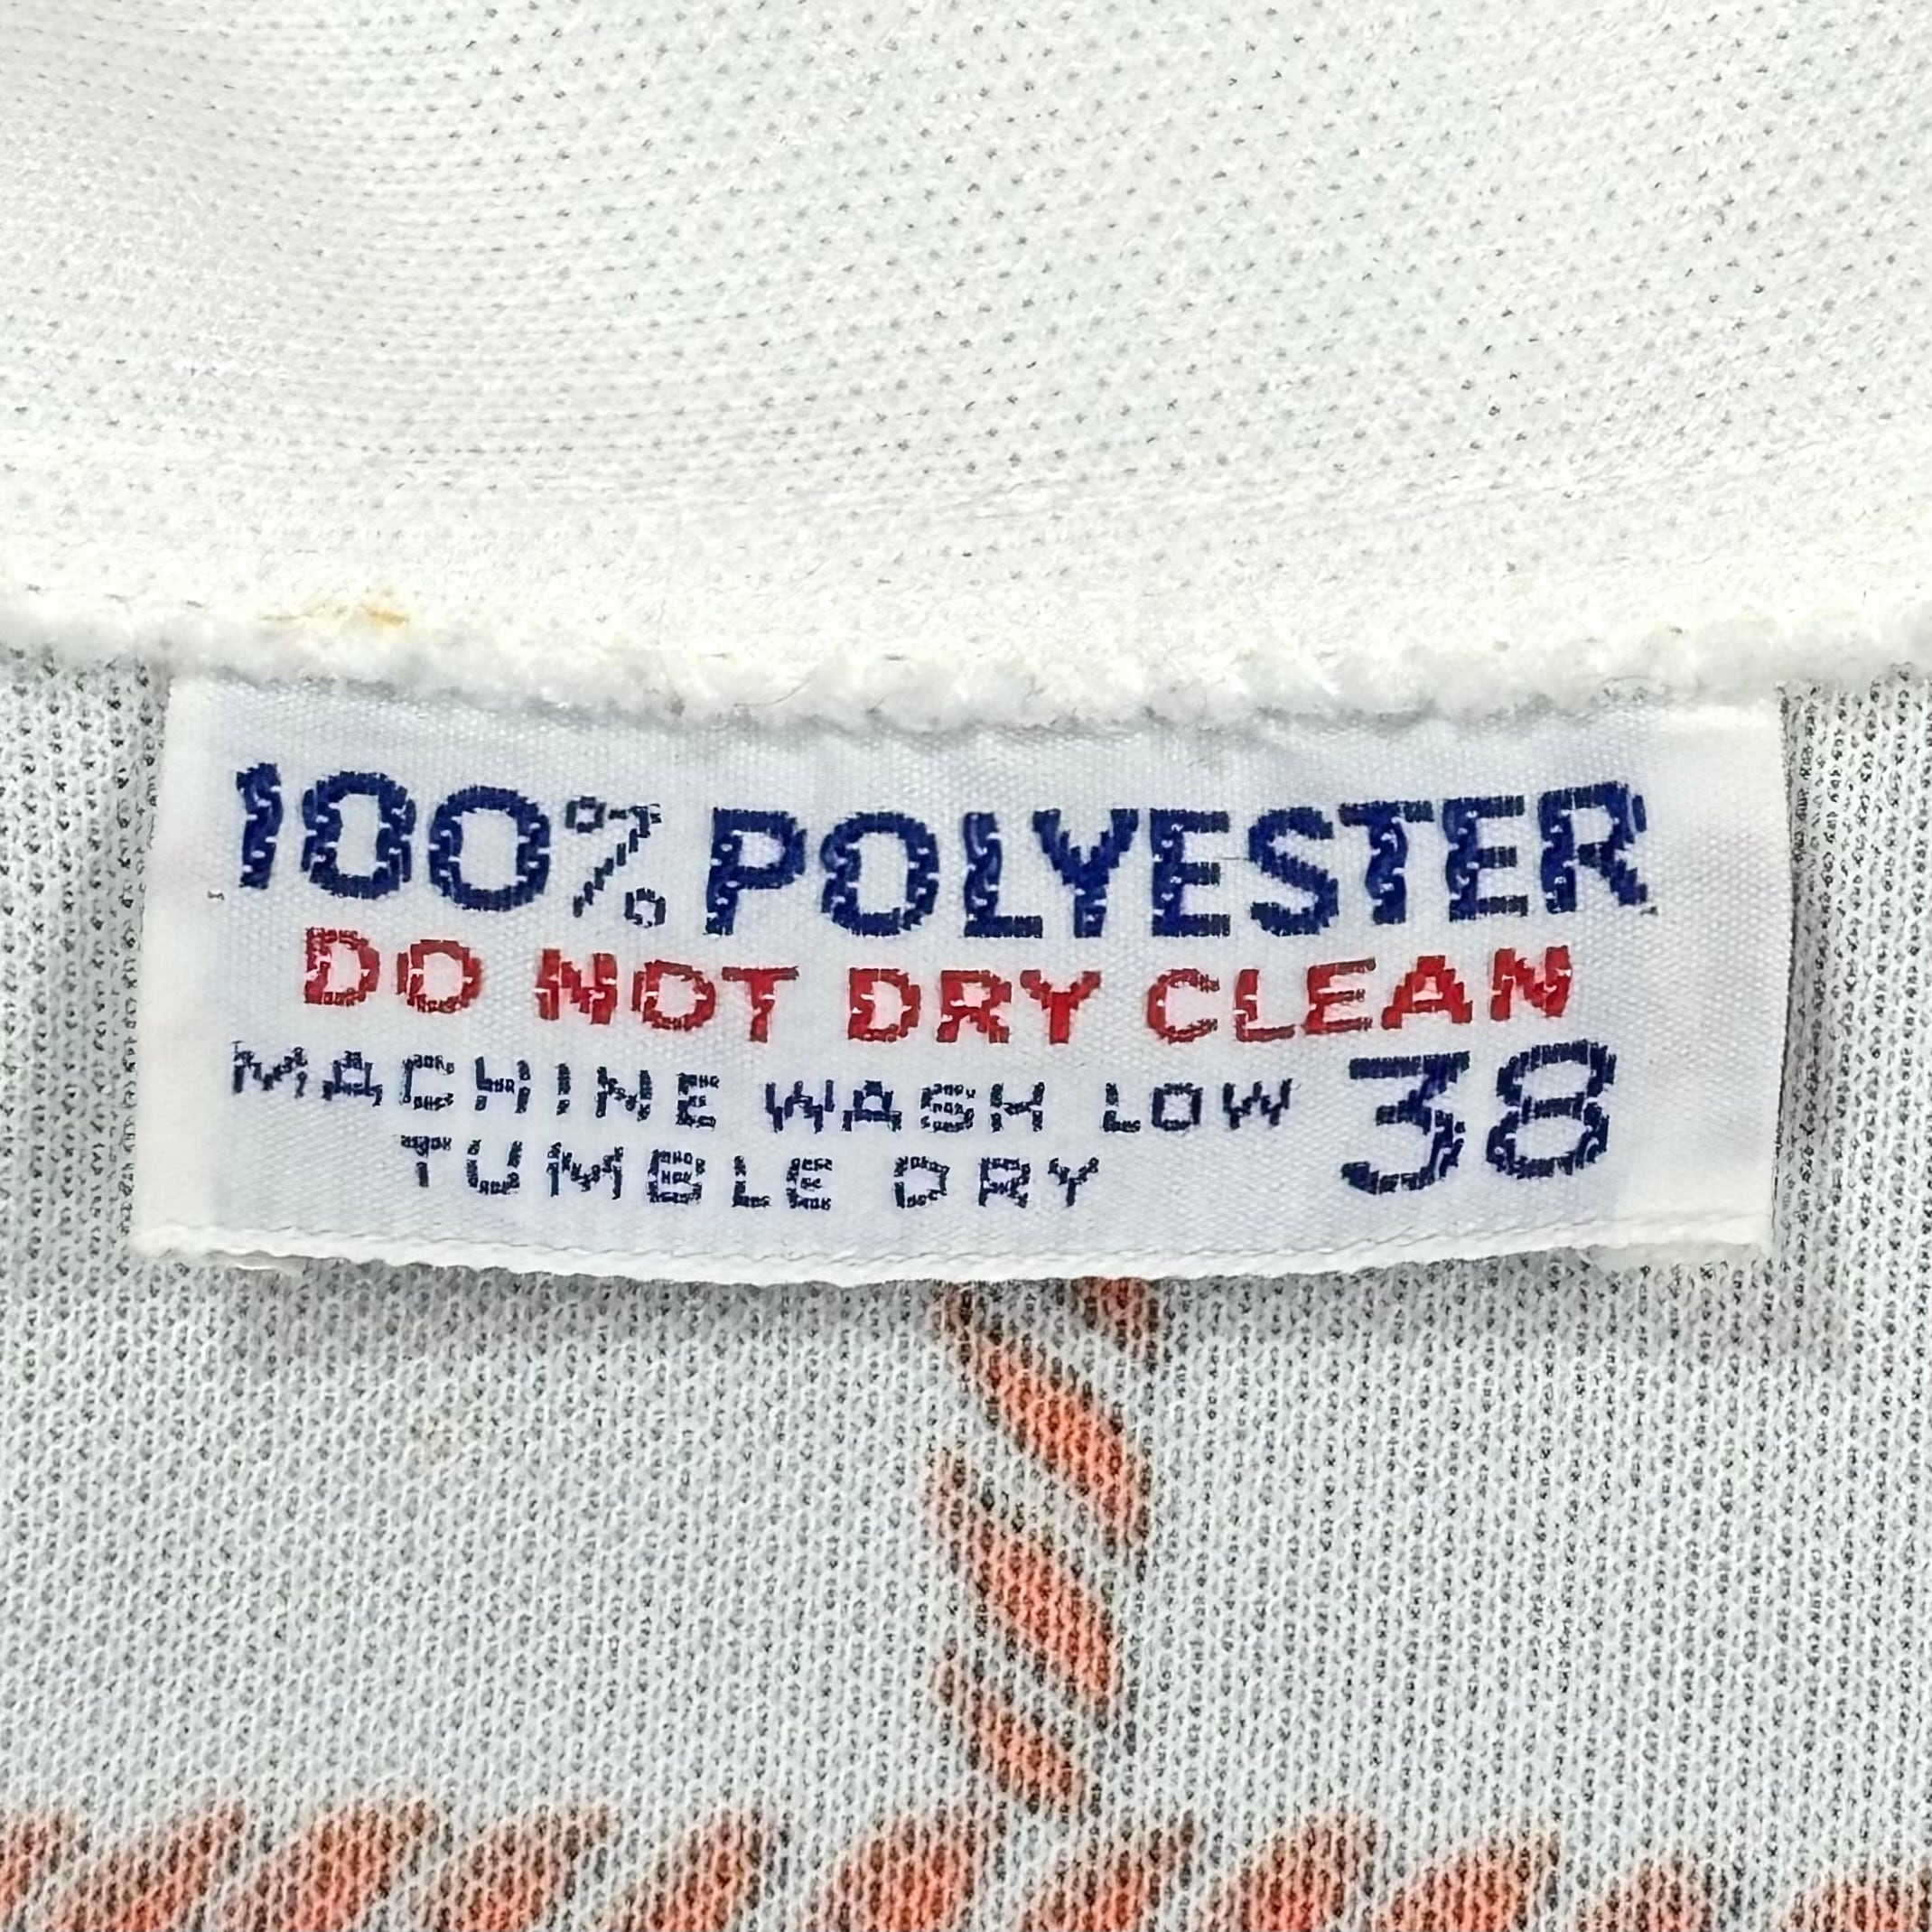 100% POLYESTER
DO NOT DRY CLEAN
MACHINE WASH LOW 38
TUMBLE DRY